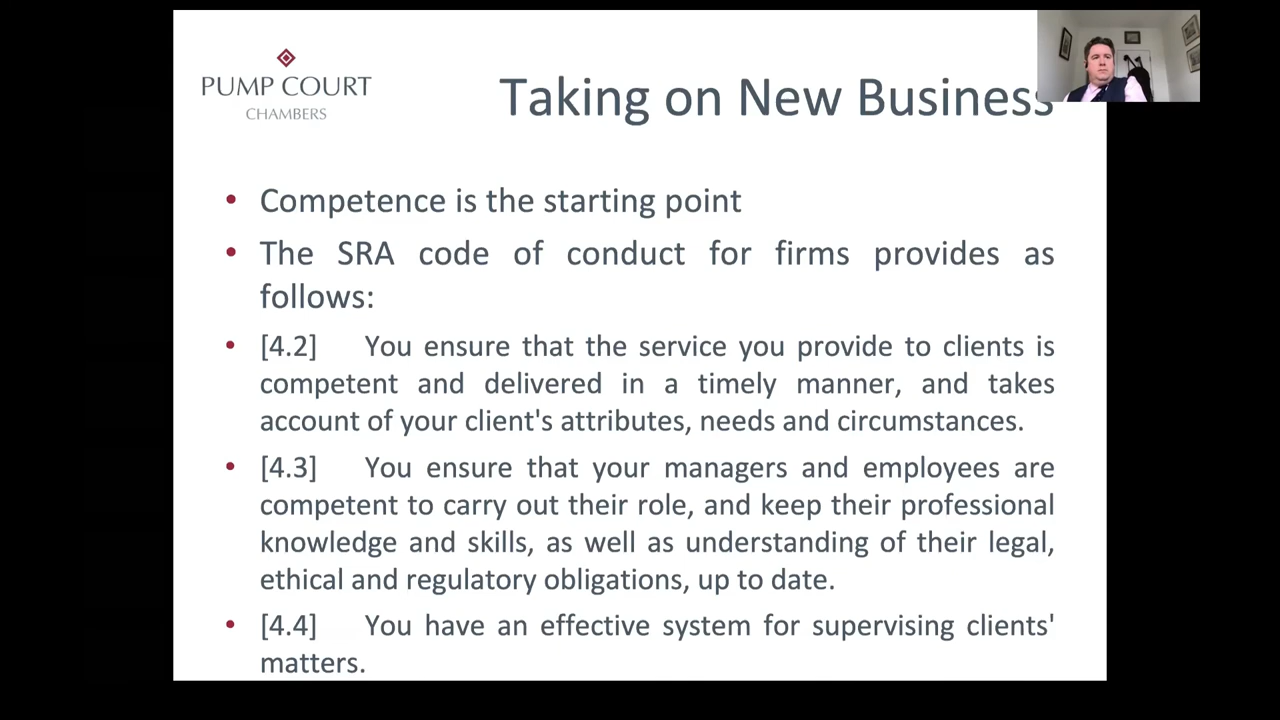 PUMP COURT
CHAMBERS
Taking on New Business
• Competence is the starting point
• The SRA code of conduct for firms provides as
follows:
• [4.2] You ensure that the service you provide to clients is
competent and delivered in a timely manner, and takes
account of your client's attributes, needs and circumstances.
• [4.3] You ensure that your managers and employees are
competent to carry out their role, and keep their professional
knowledge and skills, as well as understanding of their legal,
ethical and regulatory obligations, up to date.
• [4.4] You have an effective system for supervising clients'
matters.